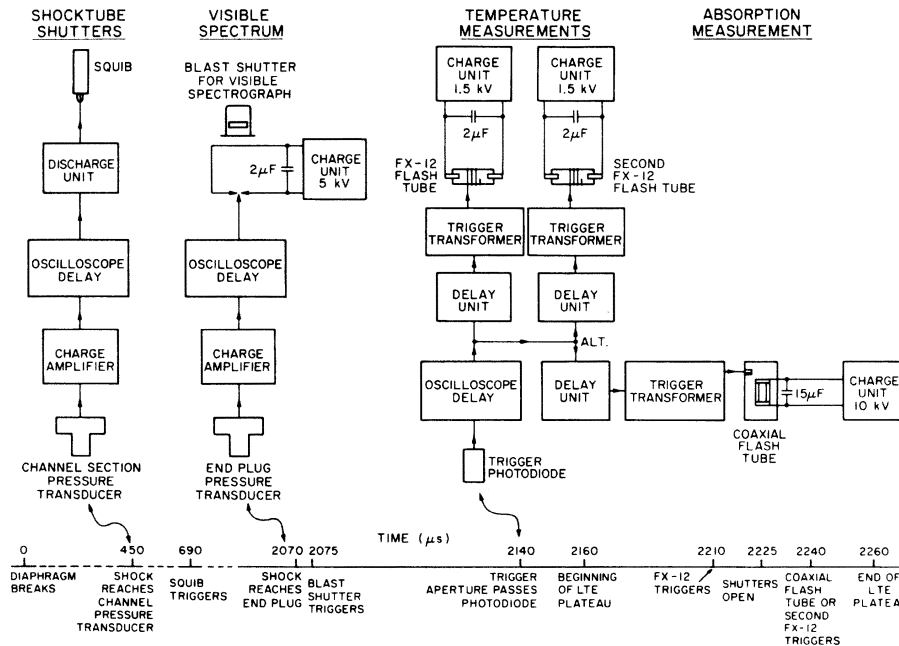 SHOCKTUBE
SHUTTERS
VISIBLE
SPECTRUM
TEMPERATURE
MEASUREMENTS
ABSORPTION
MEASUREMENT
SQUIB
DISCHARGE
UNIT
OSCILLOSCOPE
DELAY
CHARGE
AMPLIFIER
CHANNEL SECTION
PRESSURE
TRANSDUCER
BLAST SHUTTER
FOR VISIBLE
SPECTROGRAPH
2μF
CHARGE
UNIT
5 kV
OSCILLOSCOPE
DELAY
CHARGE
AMPLIFIER
END PLUG
PRESSURE
TRANSDUCER
CHARGE
UNIT
1.5 kV
2μF
FX-12
FLASH
TUBE
TRIGGER
TRANSFORMER
DELAY
UNIT
OSCILLOSCOPE
DELAY
TRIGGER
PHOTODIODE
CHARGE
UNIT
1.5 kV
2μF
SECOND
FX-12
FLASH TUBE
TRIGGER
TRANSFORMER
DELAY
UNIT
ALT.
DELAY
UNIT
TRIGGER
TRANSFORMER
15μF
COAXIAL
FLASH
TUBE
CHARGE
UNIT
10 kV
TIME (μs)
0
450
690
2070
2075
2140
2160
2210
2225
2240
2260
DIAPHRAGM
BREAKS
SHOCK
REACHES
CHANNEL
PRESSURE
TRANSDUCER
SQUIB
TRIGGERS
SHOCK
REACHES
END PLUG
BLAST
SHUTTER
TRIGGERS
TRIGGER
APERTURE PASSES
PHOTODIODE
BEGINNING
OF LTE
PLATEAU
FX-12
TRIGGERS
SHUTTERS
OPEN
COAXIAL
FLASH
TUBE OR
SECOND
FX-12
TRIGGERS
END OF
LTE
PLATEAU